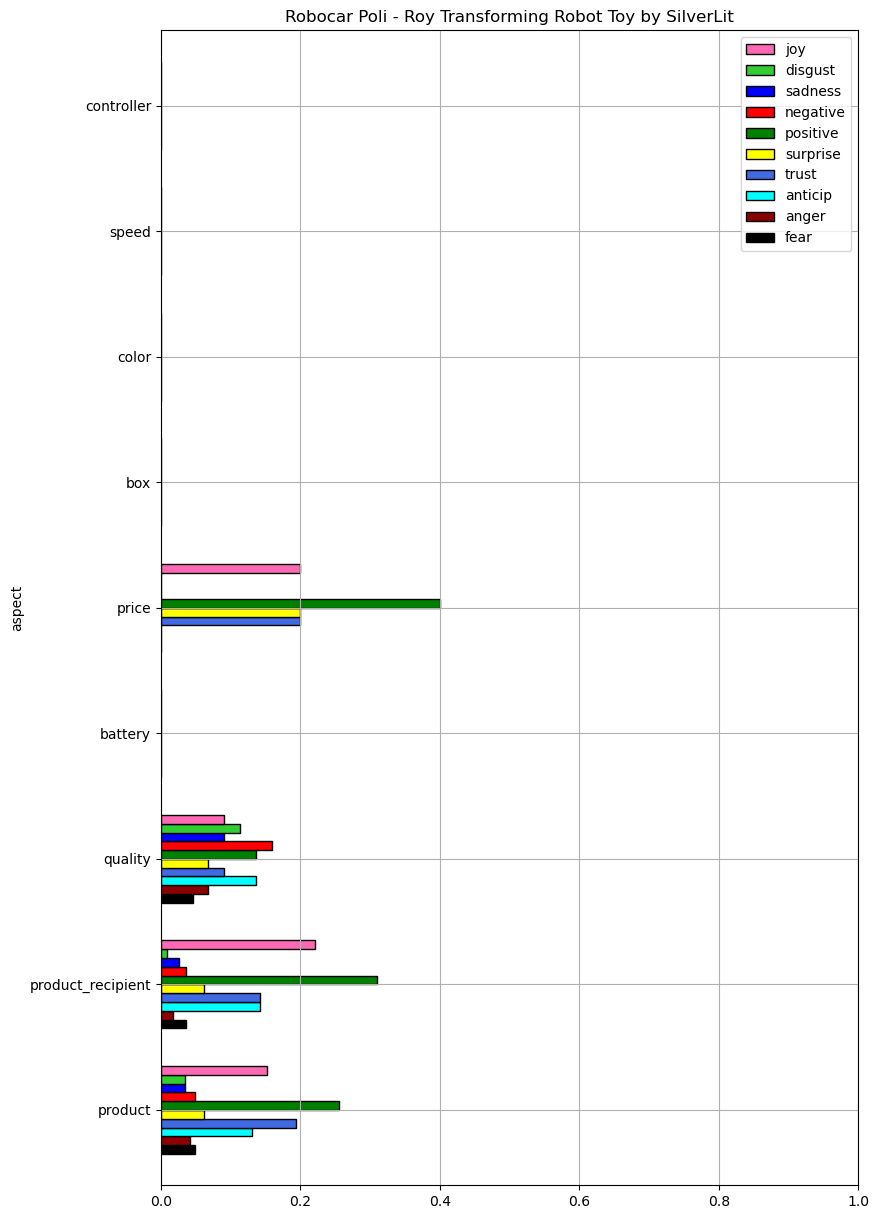 Robocar Poli - Roy Transforming Robot Toy by SilverLit
joy
disgust
sadness
negative
positive
surprise
trust
anticip
anger
fear
controller
speed
color
box
price
battery
quality
product_recipient
product
aspect
0.0 0.2 0.4 0.6 0.8 1.0